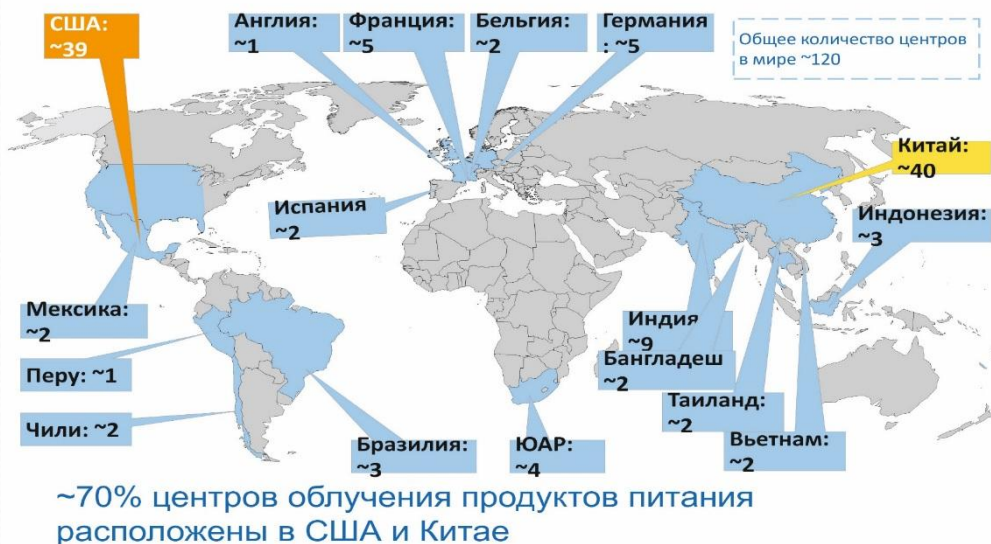 США:
~39
Англия:
~1
Франция:
~5
Бельгия:
~2
Германия
: ~5
Общее количество центров
в мире ~120
Китай:
~40
Испания
~2
Индонезия:
~3
Мексика:
~2
Индия
~9
Бангладеш
~2
Перу: ~1
Таиланд:
~2
Чили: ~2
Бразилия:
~3
ЮАР:
~4
Вьетнам:
~2
~70% центров облучения продуктов питания
расположены в США и Китае